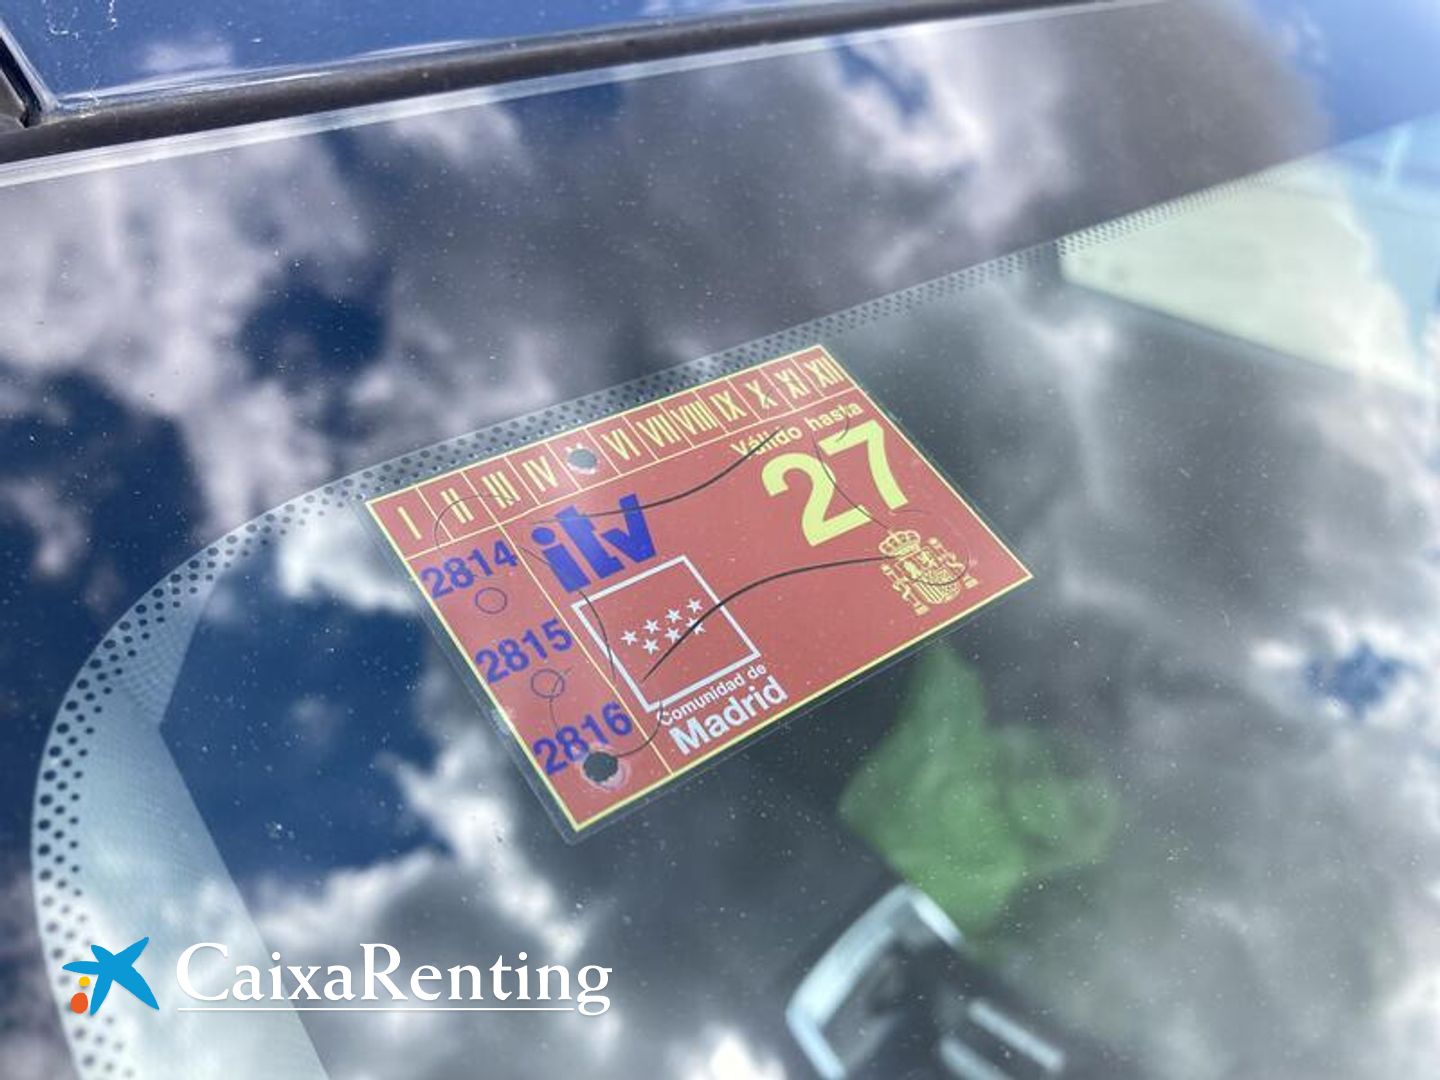 I II III IV VI VII VIII IX X XI XII
Válido hasta
27
itv
2814
2815
2816
Comunidad de
Madrid
CaixaRenting